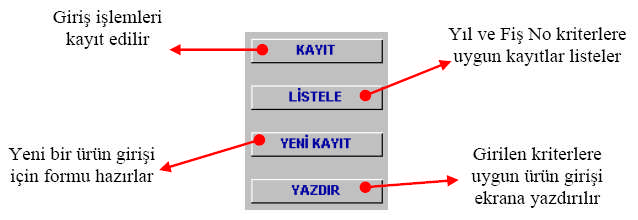 Giriş işlemleri
kayıt edilir
KAYIT
Yıl ve Fiş No kriterlere
uygun kayıtlar listeler
LİSTELE
Yeni bir ürün girişi
için formu hazırlar
YENİ KAYIT
Girilen kriterlere
uygun ürün girişi
ekrana yazdırılır
YAZDIR